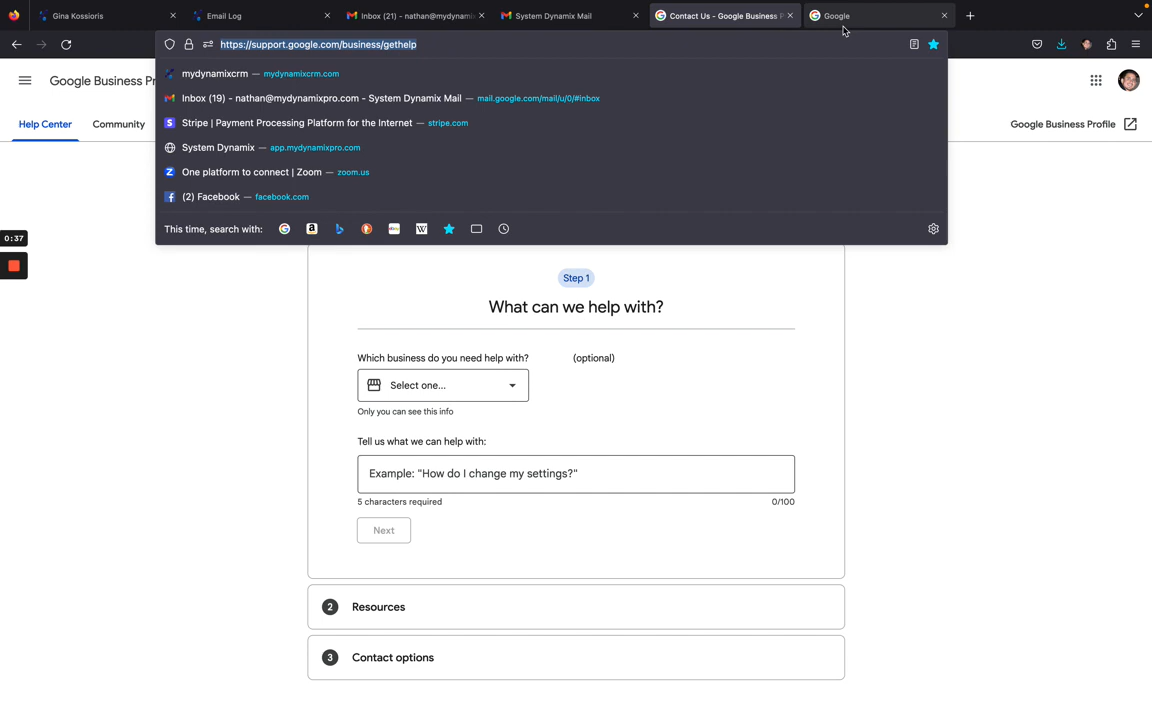 Gina Kossioris
Email Log
Inbox (21) - nathan@mydynami
System Dynamix Mail
Contact Us - Google Business P
Google
https://support.google.com/business/gethelp
mydynamixcrm — mydynamixcrm.com
Inbox (19) - nathan@mydynamixpro.com - System Dynamix Mail — mail.google.com/mail/u/0/#inbox
Stripe | Payment Processing Platform for the Internet — stripe.com
System Dynamix — app.mydynamixpro.com
One platform to connect | Zoom — zoom.us
(2) Facebook — facebook.com
This time, search with:
Google Business Pr
Help Center
Community
Google Business Profile
0:37
Step 1
What can we help with?
Which business do you need help with? (optional)
Select one...
Only you can see this info
Tell us what we can help with:
Example: "How do I change my settings?"
5 characters required
0/100
Next
2 Resources
3 Contact options